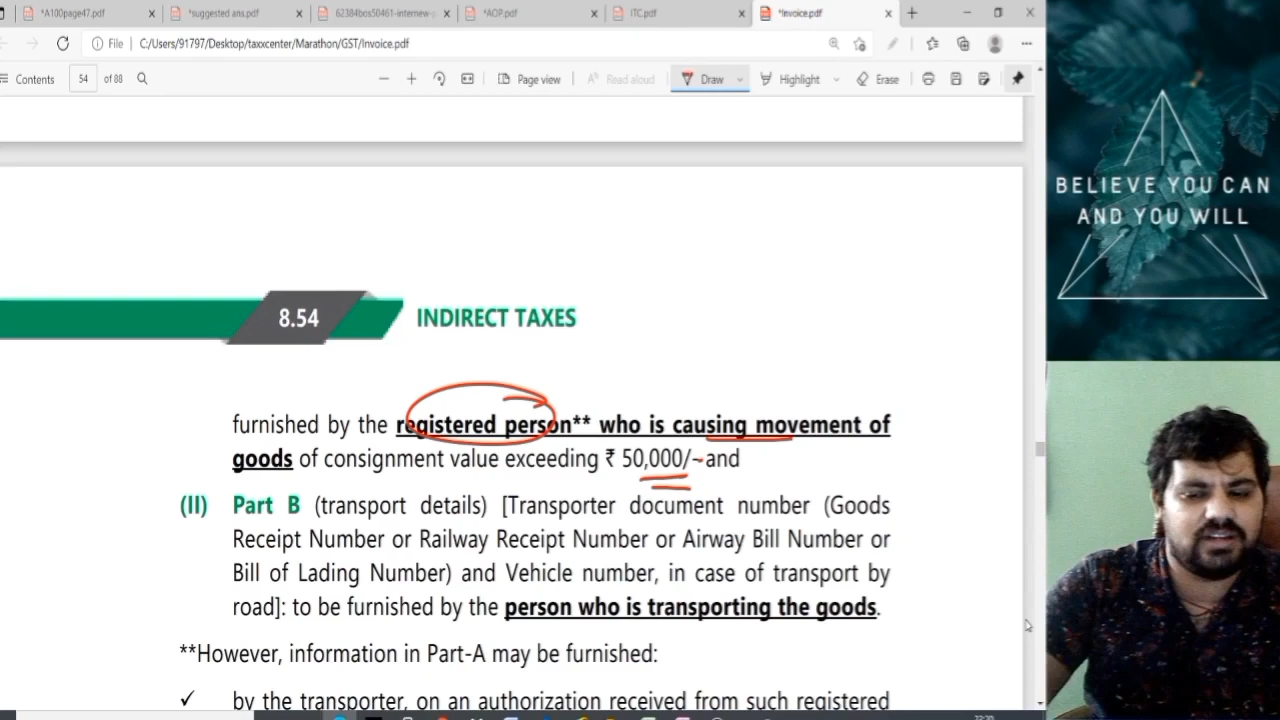 *A100page47.pdf
*suggested ans.pdf
62384bos50461-internew-
*AOP.pdf
ITC.pdf
*Invoice.pdf
File
C:/Users/91797/Desktop/taxxcenter/Marathon/GST/Invoice.pdf
Contents
54
of 88
Page view
Read aloud
Draw
Highlight
Erase
BELIEVE YOU CAN
AND YOU WILL
8.54
INDIRECT TAXES
furnished by the registered person** who is causing movement of
goods of consignment value exceeding ₹ 50,000/- and
(II) Part B (transport details) [Transporter document number (Goods
Receipt Number or Railway Receipt Number or Airway Bill Number or
Bill of Lading Number) and Vehicle number, in case of transport by
road]: to be furnished by the person who is transporting the goods.
**However, information in Part-A may be furnished:
✓ by the transporter, on an authorization received from such registered